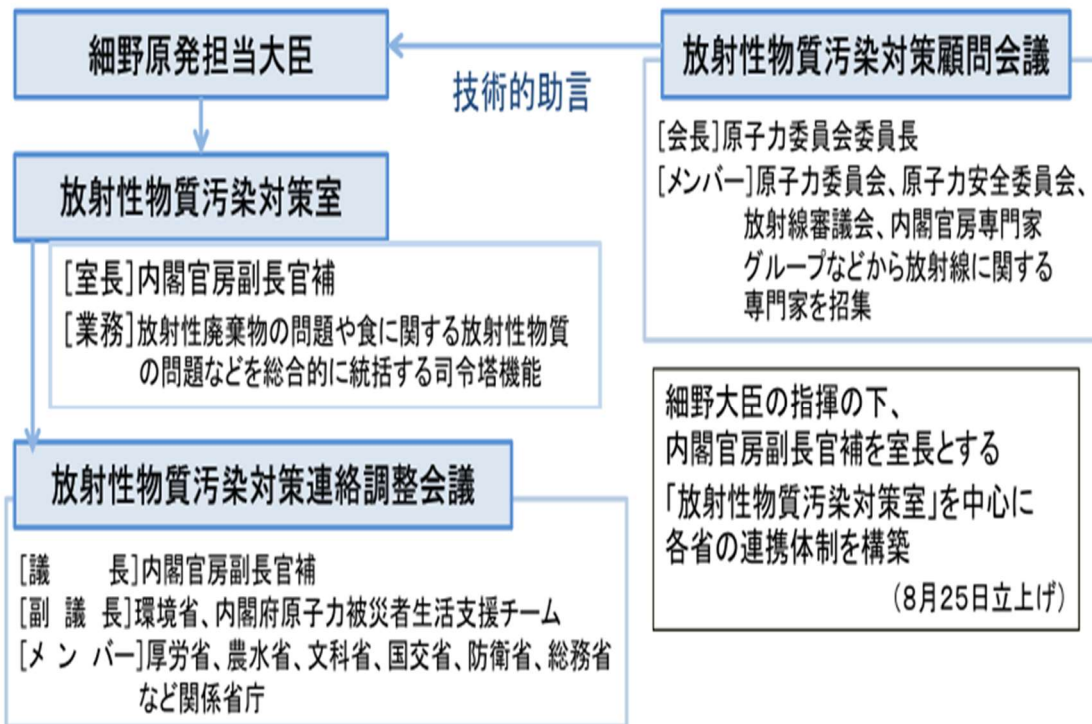 細野原発担当大臣
技術的助言
放射性物質汚染対策顧問会議
[会長]原子力委員会委員長
[メンバー]原子力委員会、原子力安全委員会、
放射線審議会、内閣官房専門家
グループなどから放射線に関する
専門家を招集
放射性物質汚染対策室
[室長]内閣官房副長官補
[業務]放射性廃棄物の問題や食に関する放射性物質
の問題などを総合的に統括する司令塔機能
放射性物質汚染対策連絡調整会議
[議　　長]内閣官房副長官補
[副 議 長]環境省、内閣府原子力被災者生活支援チーム
[メ ン バー]厚労省、農水省、文科省、国交省、防衛省、総務省
など関係省庁
細野大臣の指揮の下、
内閣官房副長官補を室長とする
「放射性物質汚染対策室」を中心に
各省の連携体制を構築
(8月25日立上げ)